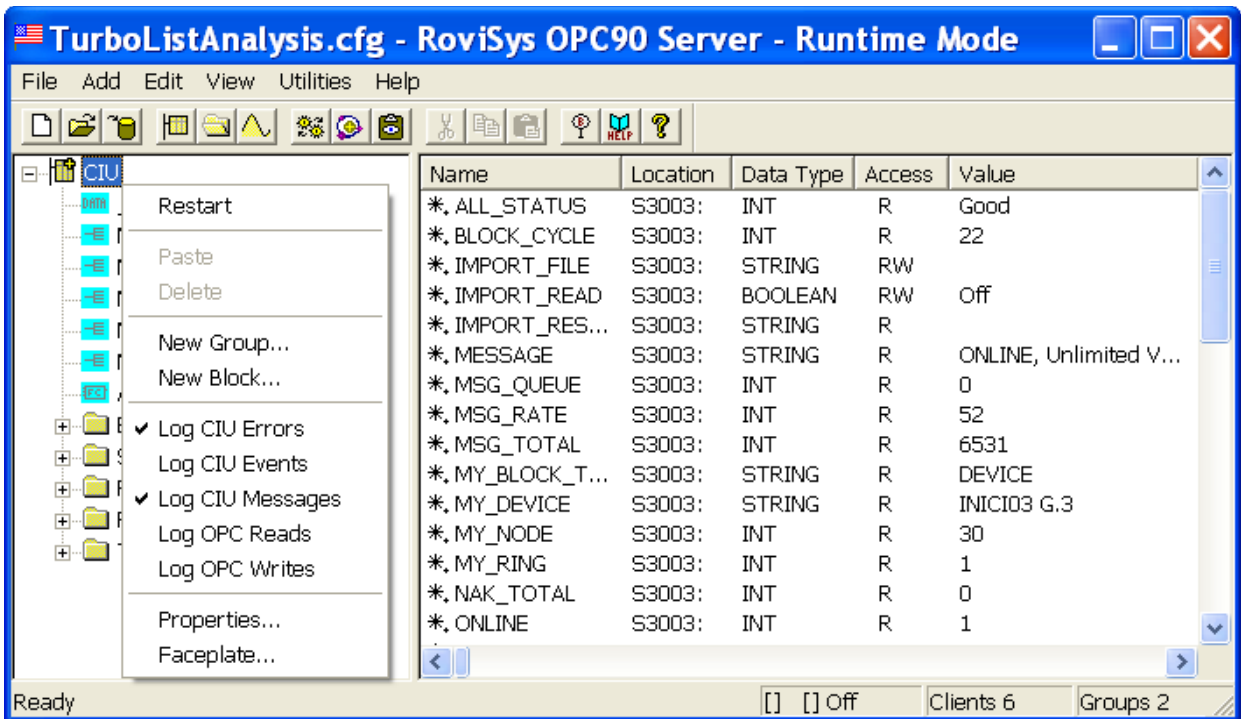 TurboListAnalysis.cfg - RoviSys OPC90 Server - Runtime Mode
File Add Edit View Utilities Help
HELP
CIU
DATA
FC
Restart
Paste
Delete
New Group...
New Block...
Log CIU Errors
Log CIU Events
Log CIU Messages
Log OPC Reads
Log OPC Writes
Properties...
Faceplate...
Name Location Data Type Access Value
ALL_STATUS S3003: INT R Good
BLOCK_CYCLE S3003: INT R 22
IMPORT_FILE S3003: STRING RW
IMPORT_READ S3003: BOOLEAN RW Off
IMPORT_RES... S3003: STRING R
MESSAGE S3003: STRING R ONLINE, Unlimited V...
MSG_QUEUE S3003: INT R 0
MSG_RATE S3003: INT R 52
MSG_TOTAL S3003: INT R 6531
MY_BLOCK_T... S3003: STRING R DEVICE
MY_DEVICE S3003: STRING R INICI03 G.3
MY_NODE S3003: INT R 30
MY_RING S3003: INT R 1
NAK_TOTAL S3003: INT R 0
ONLINE S3003: INT R 1
Ready [] [] Off Clients 6 Groups 2